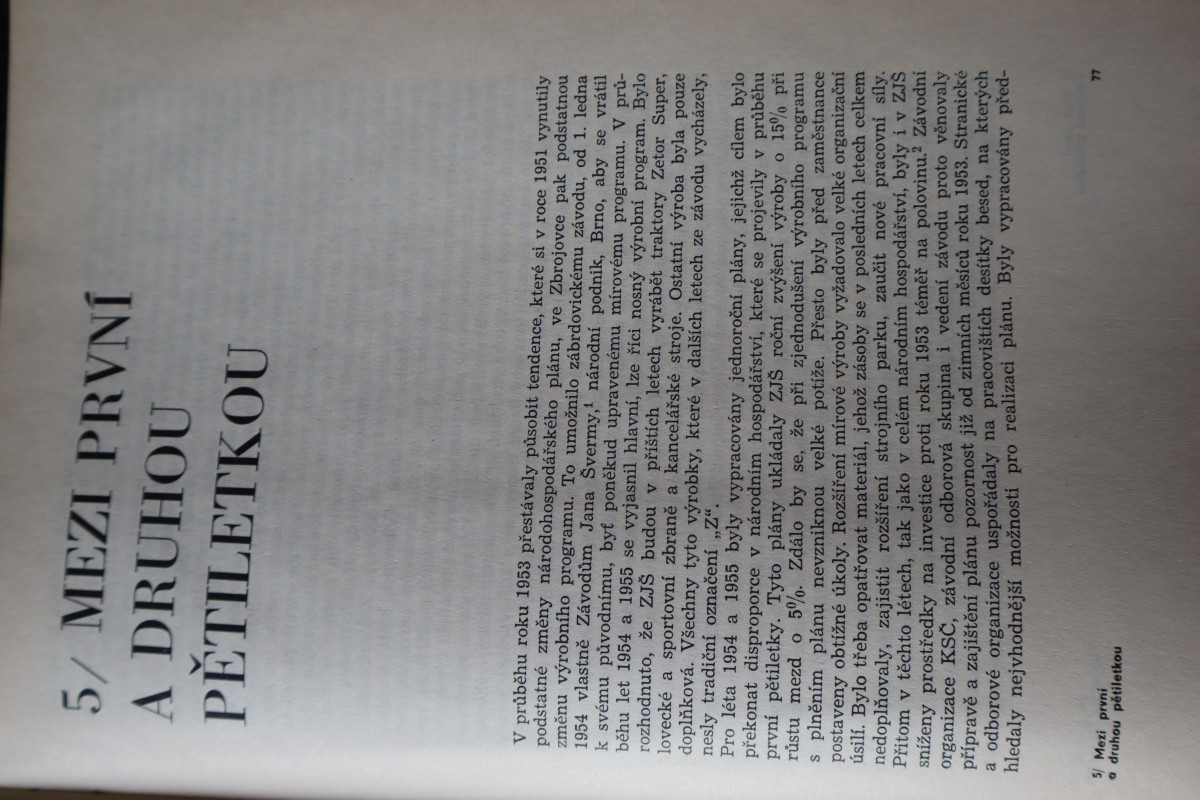 5/ MEZI PRVNÍ
A DRUHOU
PĚTILETKOU
V průběhu roku 1953 přestávaly působit tendence, které si v roce 1951 vynutily
podstatné změny národohospodářského plánu, ve Zbrojovce pak podstatnou
změnu výrobního programu. To umožnilo zábrdovickému závodu, od 1. ledna
1954 vlastně Závodům Jana Švermy,¹ národní podnik, Brno, aby se vrátil
k svému původnímu, byť poněkud upravenému mírovému programu. V prů-
běhu let 1954 a 1955 se vyjasnil hlavní, lze říci nosný výrobní program. Bylo
rozhodnuto, že ZJŠ budou v příštích letech vyrábět traktory Zetor Super,
lovecké a sportovní zbraně a kancelářské stroje. Ostatní výroba byla pouze
doplňková. Všechny tyto výrobky, které v dalších letech ze závodu vycházely,
nesly tradiční označení „Z“.
Pro léta 1954 a 1955 byly vypracovány jednoroční plány, jejichž cílem bylo
překonat disproporce v národním hospodářství, které se projevily v průběhu
první pětiletky. Tyto plány ukládaly ZJŠ roční zvýšení výroby o 15% při
růstu mezd o 5%. Zdálo by se, že při zjednodušení výrobního programu
s plněním plánu nevzniknou velké potíže. Přesto byly před zaměstnance
postaveny obtížné úkoly. Rozšíření mírové výroby vyžadovalo velké organizační
úsilí. Bylo třeba opatřovat materiál, jehož zásoby se v posledních letech celkem
nedoplňovaly, zajistit rozšíření strojního parku, zaučit nové pracovní síly.
Přitom v těchto létech, tak jako v celém národním hospodářství, byly i v ZJŠ
sníženy prostředky na investice proti roku 1953 téměř na polovinu.² Závodní
organizace KSČ, závodní odborová skupina i vedení závodu proto věnovaly
přípravě a zajištění plánu pozornost již od zimních měsíců roku 1953. Stranické
a odborové organizace uspořádaly na pracovištích desítky besed, na kterých
hledaly nejvhodnější možnosti pro realizaci plánu. Byly vypracovány před-
5/ Mezi první
a druhou pětiletkou
77